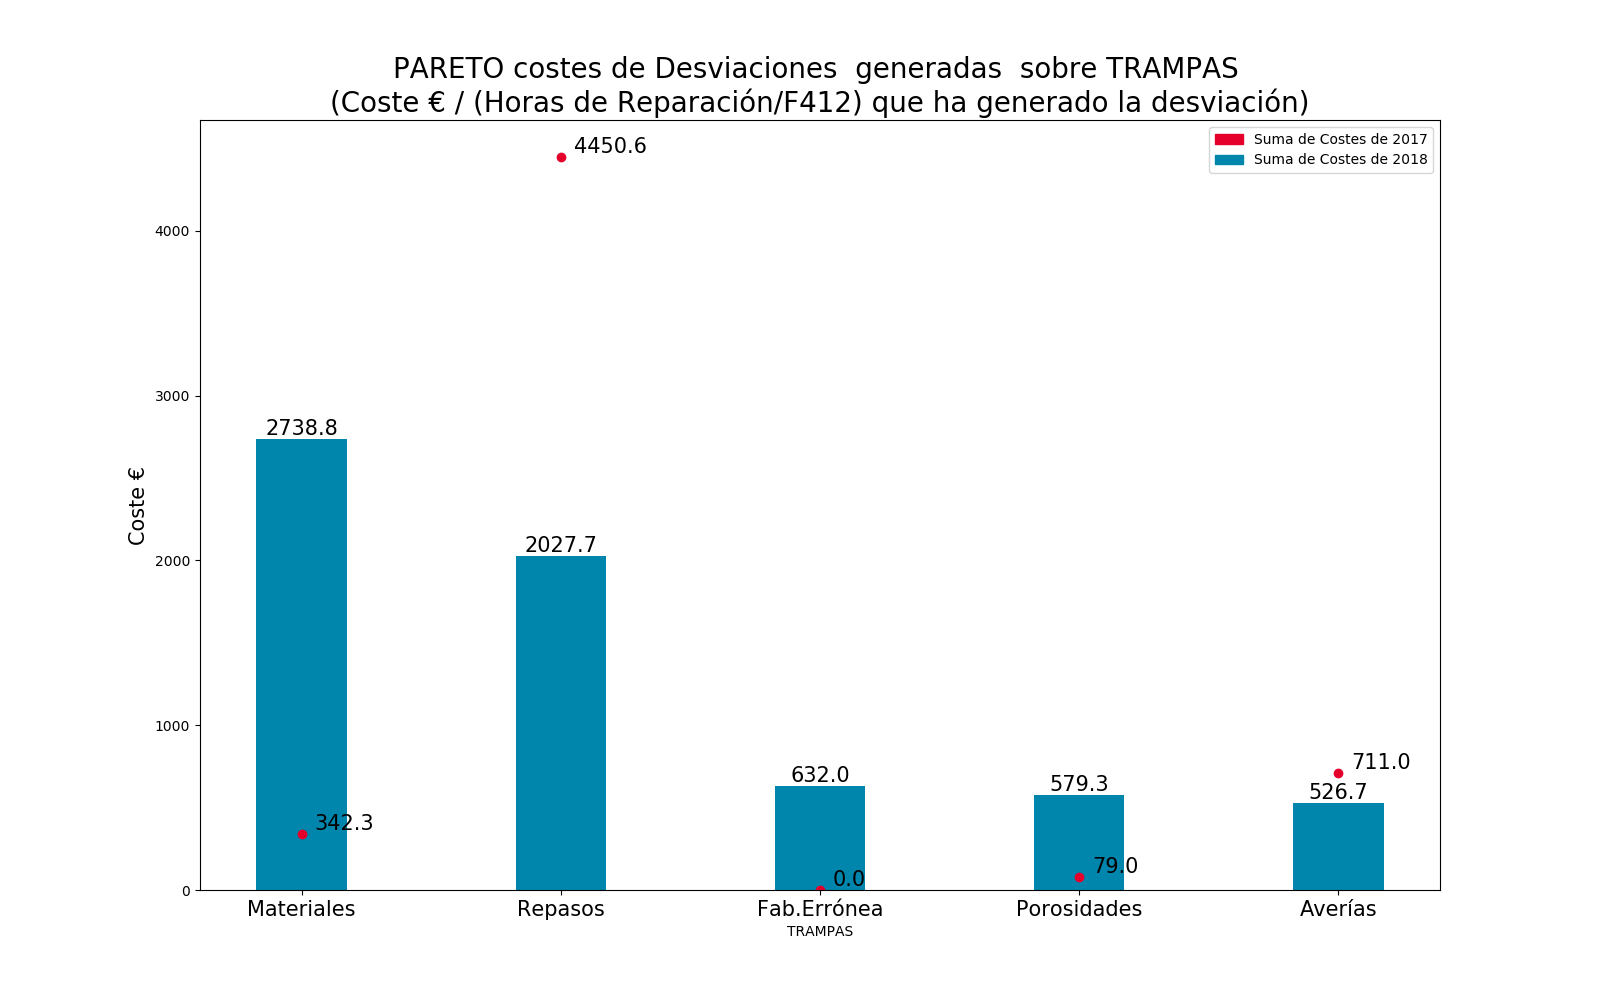 PARETO costes de Desviaciones  generadas  sobre TRAMPAS
(Coste € / (Horas de Reparación/F412) que ha generado la desviación)
Suma de Costes de 2017
Suma de Costes de 2018
4450.6
4000
3000
2738.8
Coste €
2027.7
2000
1000
711.0
632.0
579.3
526.7
342.3
79.0
0.0
0
Materiales
Repasos
Fab.Errónea
Porosidades
Averías
TRAMPAS